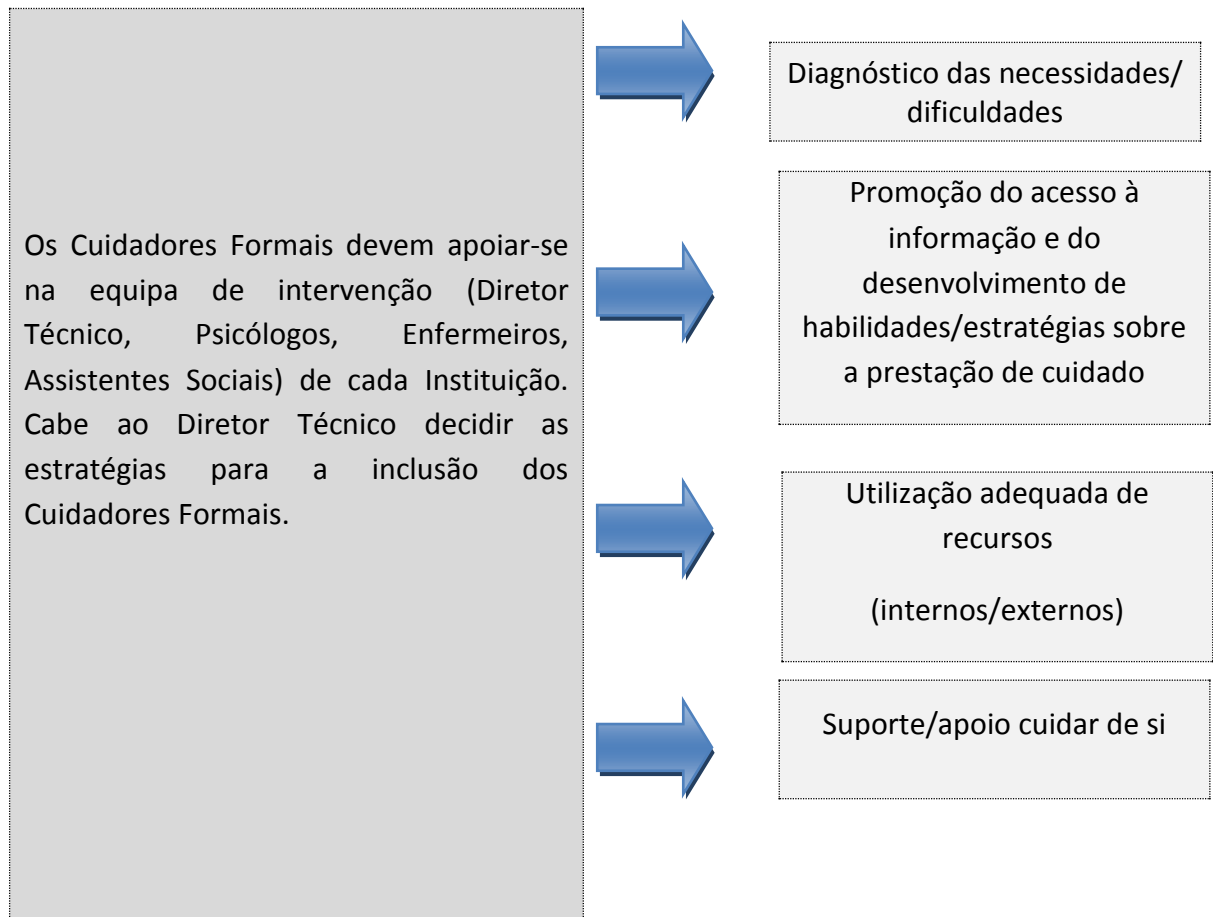 Os Cuidadores Formais devem apoiar-se
na equipa de intervenção (Diretor
Técnico, Psicólogos, Enfermeiros,
Assistentes Sociais) de cada Instituição.
Cabe ao Diretor Técnico decidir as
estratégias para a inclusão dos
Cuidadores Formais.
Diagnóstico das necessidades/
dificuldades
Promoção do acesso à
informação e do
desenvolvimento de
habilidades/estratégias sobre
a prestação de cuidado
Utilização adequada de
recursos
(internos/externos)
Suporte/apoio cuidar de si